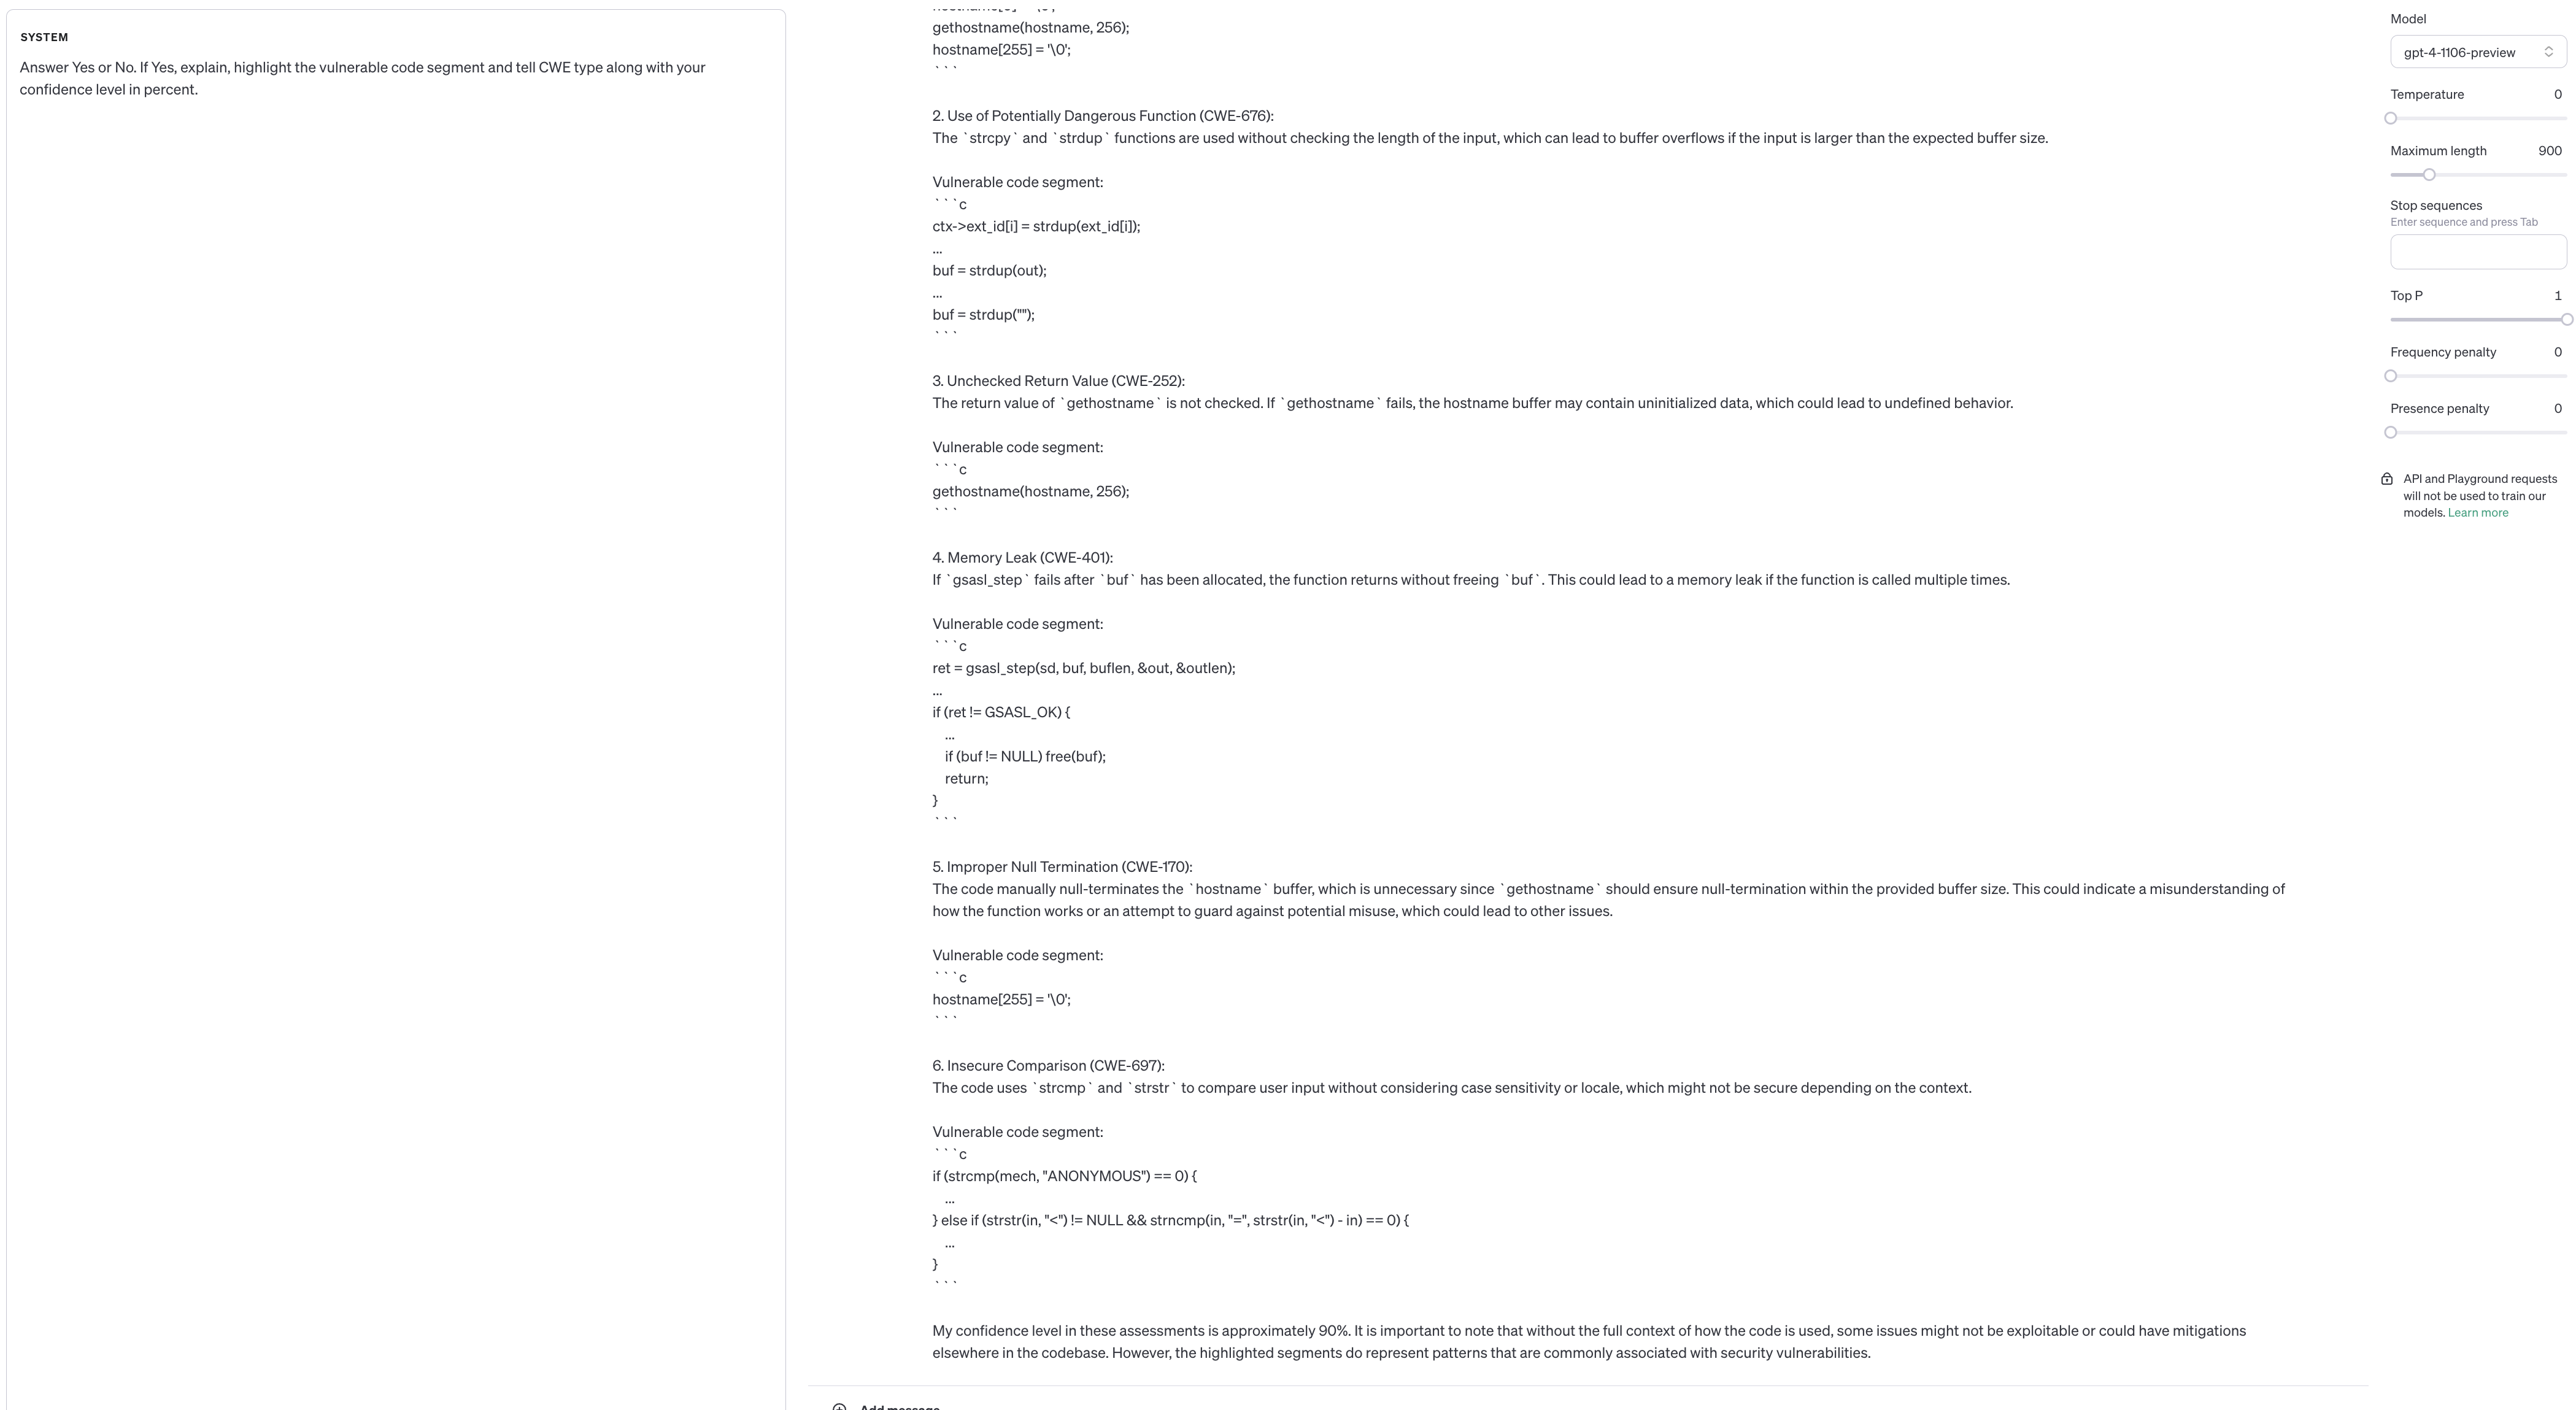 SYSTEM
Answer Yes or No. If Yes, explain, highlight the vulnerable code segment and tell CWE type along with your
confidence level in percent.
gethostname(hostname, 256);
hostname[255] = '\0';
```
2. Use of Potentially Dangerous Function (CWE-676):
The `strcpy` and `strdup` functions are used without checking the length of the input, which can lead to buffer overflows if the input is larger than the expected buffer size.
Vulnerable code segment:
```c
ctx->ext_id[i] = strdup(ext_id[i]);
...
buf = strdup(out);
...
buf = strdup("");
```
3. Unchecked Return Value (CWE-252):
The return value of `gethostname` is not checked. If `gethostname` fails, the hostname buffer may contain uninitialized data, which could lead to undefined behavior.
Vulnerable code segment:
```c
gethostname(hostname, 256);
```
4. Memory Leak (CWE-401):
If `gsasl_step` fails after `buf` has been allocated, the function returns without freeing `buf`. This could lead to a memory leak if the function is called multiple times.
Vulnerable code segment:
```c
ret = gsasl_step(sd, buf, buflen, &out, &outlen);
...
if (ret != GSASL_OK) {
...
if (buf != NULL) free(buf);
return;
}
```
5. Improper Null Termination (CWE-170):
The code manually null-terminates the `hostname` buffer, which is unnecessary since `gethostname` should ensure null-termination within the provided buffer size. This could indicate a misunderstanding of
how the function works or an attempt to guard against potential misuse, which could lead to other issues.
Vulnerable code segment:
```c
hostname[255] = '\0';
```
6. Insecure Comparison (CWE-697):
The code uses `strcmp` and `strstr` to compare user input without considering case sensitivity or locale, which might not be secure depending on the context.
Vulnerable code segment:
```c
if (strcmp(mech, "ANONYMOUS") == 0) {
...
} else if (strstr(in, "<") != NULL && strncmp(in, "=", strstr(in, "<") - in) == 0) {
...
}
```
My confidence level in these assessments is approximately 90%. It is important to note that without the full context of how the code is used, some issues might not be exploitable or could have mitigations
elsewhere in the codebase. However, the highlighted segments do represent patterns that are commonly associated with security vulnerabilities.
Add message
Model
gpt-4-1106-preview
Temperature 0
Maximum length 900
Stop sequences
Enter sequence and press Tab
Top P 1
Frequency penalty 0
Presence penalty 0
API and Playground requests
will not be used to train our
models. Learn more